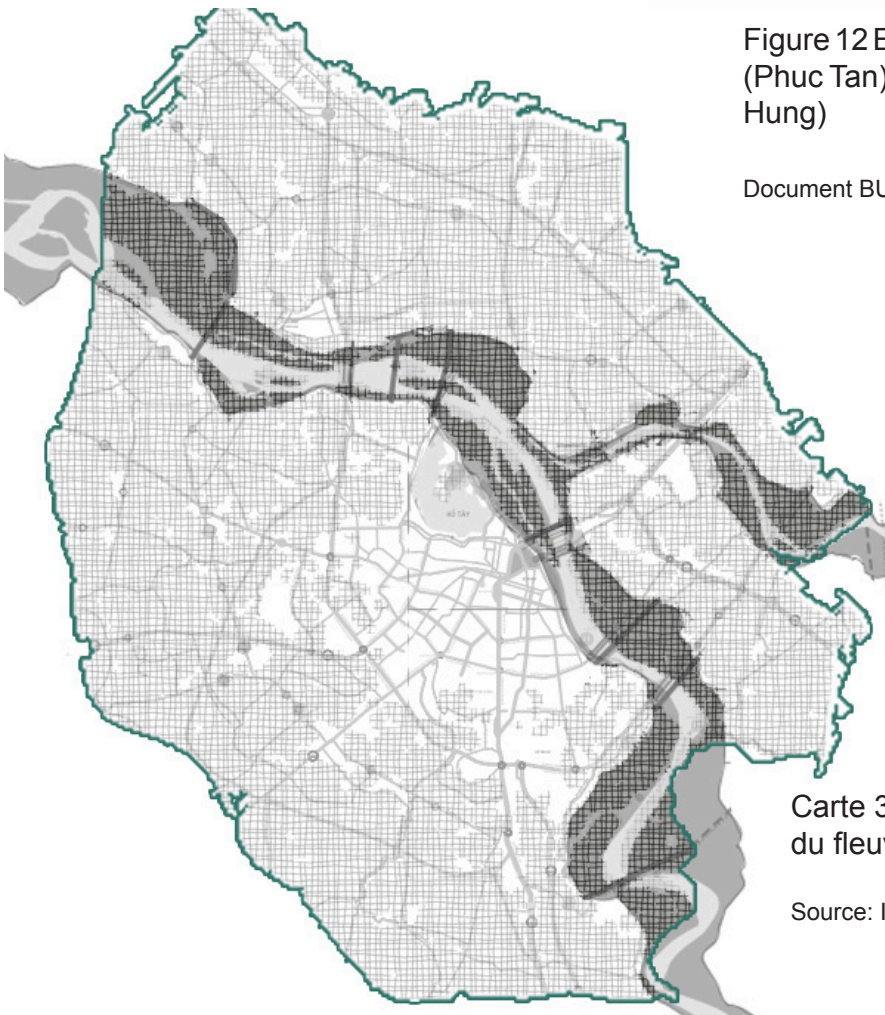 Figure 12 E
(Phuc Tan)
Hung)
Document BU
HỒ TÂY
Carte 3
du fleuv
Source: I